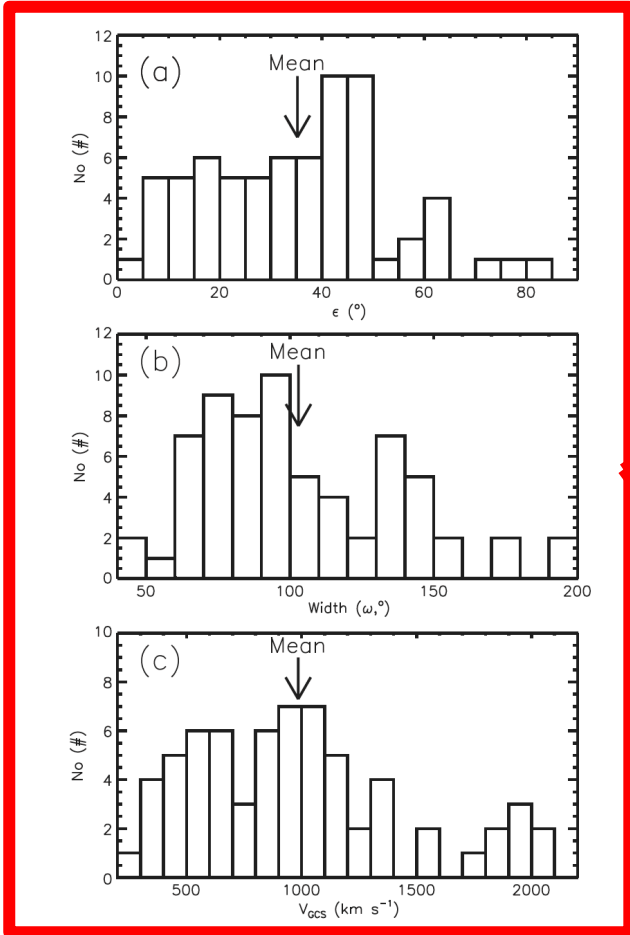 12
(a)
Mean
10
8
6
4
2
0
No (#)
0 20 40 60 80
ϵ (°)
12
(b)
Mean
10
8
6
4
2
0
No (#)
50 100 150 200
Width (ω,°)
10
(c)
Mean
8
6
4
2
0
No (#)
500 1000 1500 2000
V_GCS (km s⁻¹)